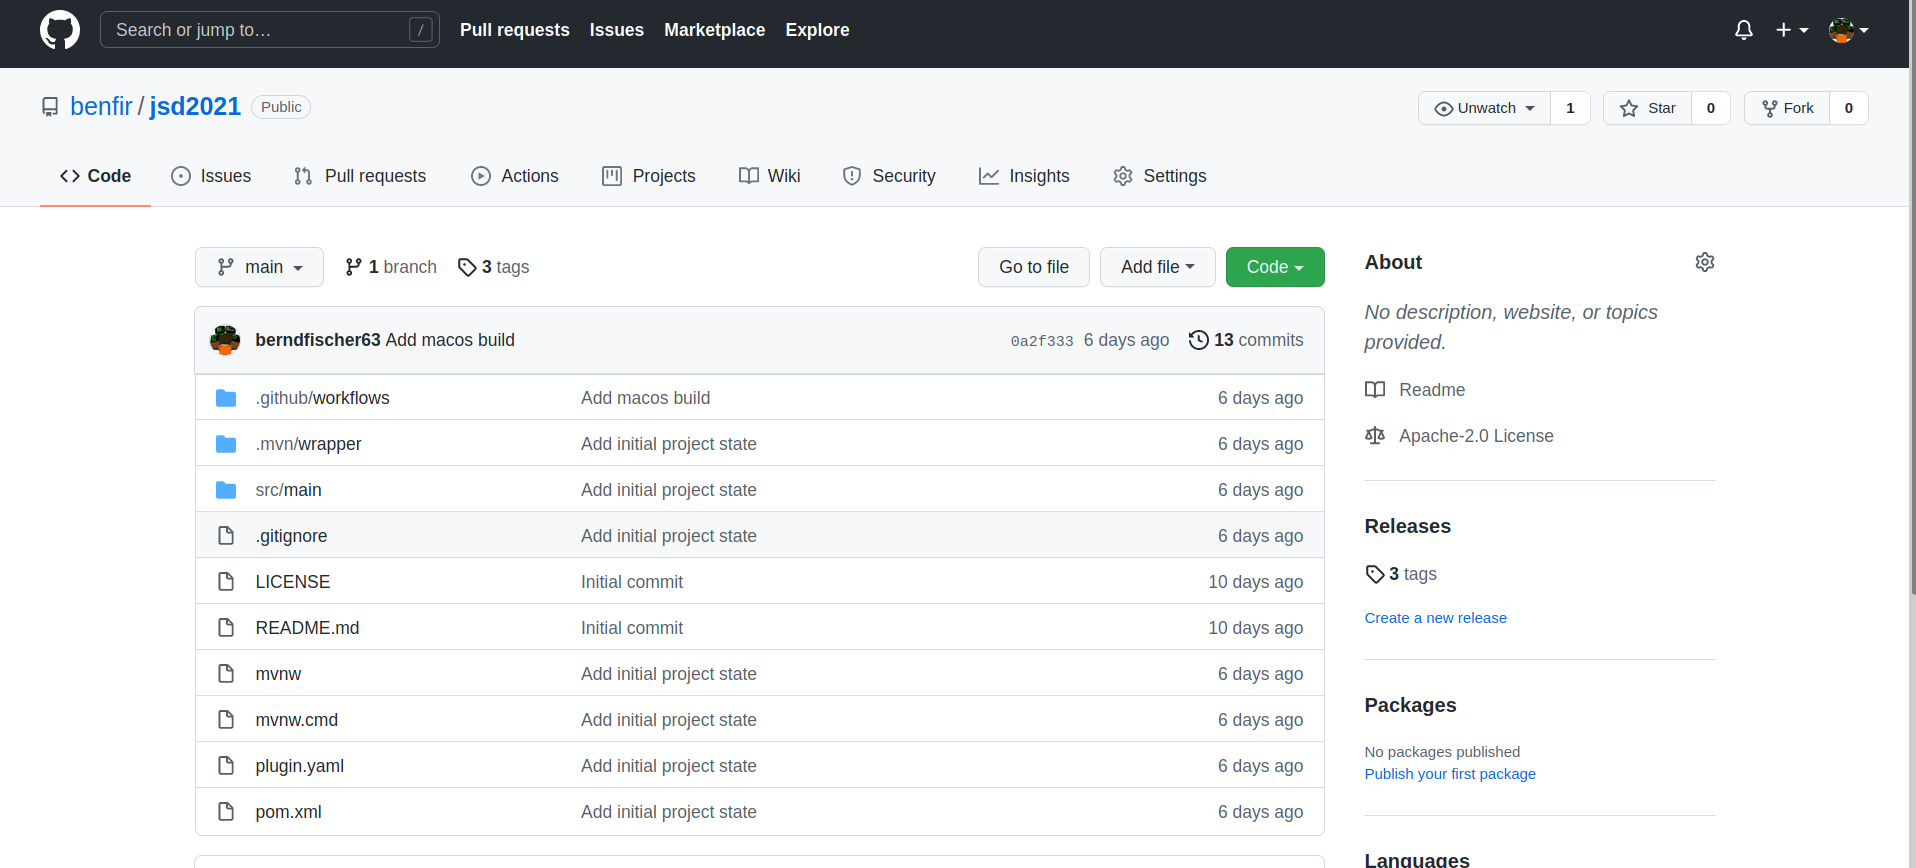 Search or jump to… / Pull requests Issues Marketplace Explore
benfir / jsd2021 Public Unwatch 1 Star 0 Fork 0
Code Issues Pull requests Actions Projects Wiki Security Insights Settings
main 1 branch 3 tags Go to file Add file Code
berndfischer63 Add macos build 0a2f333 6 days ago 13 commits
.github/workflows Add macos build 6 days ago
.mvn/wrapper Add initial project state 6 days ago
src/main Add initial project state 6 days ago
.gitignore Add initial project state 6 days ago
LICENSE Initial commit 10 days ago
README.md Initial commit 10 days ago
mvnw Add initial project state 6 days ago
mvnw.cmd Add initial project state 6 days ago
plugin.yaml Add initial project state 6 days ago
pom.xml Add initial project state 6 days ago
About
No description, website, or topics
provided.
Readme
Apache-2.0 License
Releases
3 tags
Create a new release
Packages
No packages published
Publish your first package
Languages